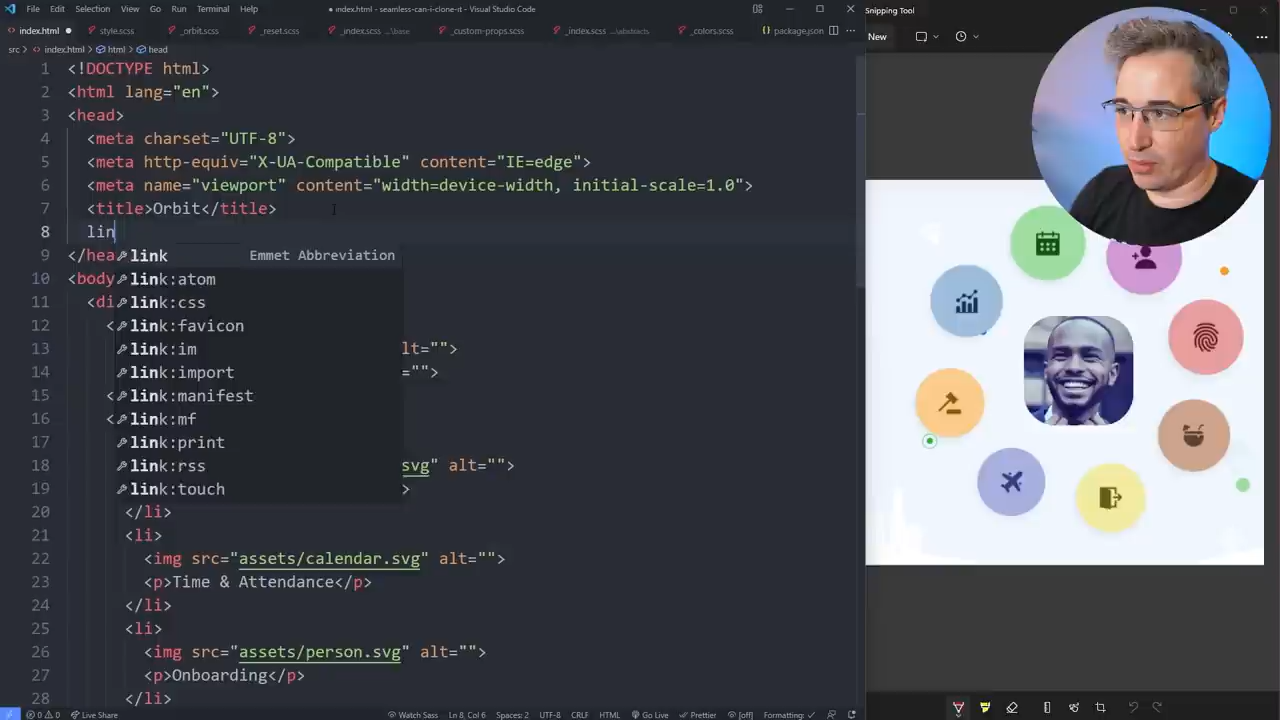 File Edit Selection View Go Run Terminal Help
● index.html - seamless-can-i-clone-it - Visual Studio Code
Snipping Tool
index.html ●
style.scss
_orbit.scss
_reset.scss
_index.scss ...\base
_custom-props.scss
_index.scss ...\abstracts
_colors.scss
package.json
New
src > index.html > html > head
1 <!DOCTYPE html>
2 <html lang="en">
3 <head>
4 <meta charset="UTF-8">
5 <meta http-equiv="X-UA-Compatible" content="IE=edge">
6 <meta name="viewport" content="width=device-width, initial-scale=1.0">
7 <title>Orbit</title>
8 lin
9 </hea
link Emmet Abbreviation
10 <body
link:atom
11 <di
link:css
12 <
link:favicon
13
link:im
lt="">
14
link:import
="">
15 <
link:manifest
16 <
link:mf
17
link:print
18
link:rss
svg" alt="">
19
link:touch
>
20 </li>
21 <li>
22 <img src="assets/calendar.svg" alt="">
23 <p>Time & Attendance</p>
24 </li>
25 <li>
26 <img src="assets/person.svg" alt="">
27 <p>Onboarding</p>
28 </li>
0 0 Live Share
Watch Sass Ln 8, Col 6 Spaces: 2 UTF-8 CRLF HTML Go Live Prettier [off] Formatting: ✓